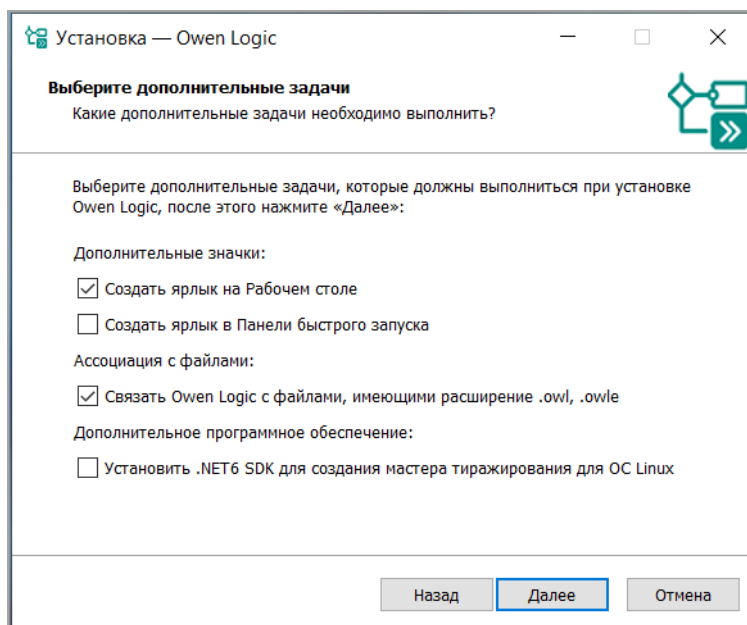 Установка — Owen Logic
Выберите дополнительные задачи
Какие дополнительные задачи необходимо выполнить?
Выберите дополнительные задачи, которые должны выполниться при установке
Owen Logic, после этого нажмите «Далее»:
Дополнительные значки:
Создать ярлык на Рабочем столе
Создать ярлык в Панели быстрого запуска
Ассоциация с файлами:
Связать Owen Logic с файлами, имеющими расширение .owl, .owle
Дополнительное программное обеспечение:
Установить .NET6 SDK для создания мастера тиражирования для ОС Linux
Назад Далее Отмена